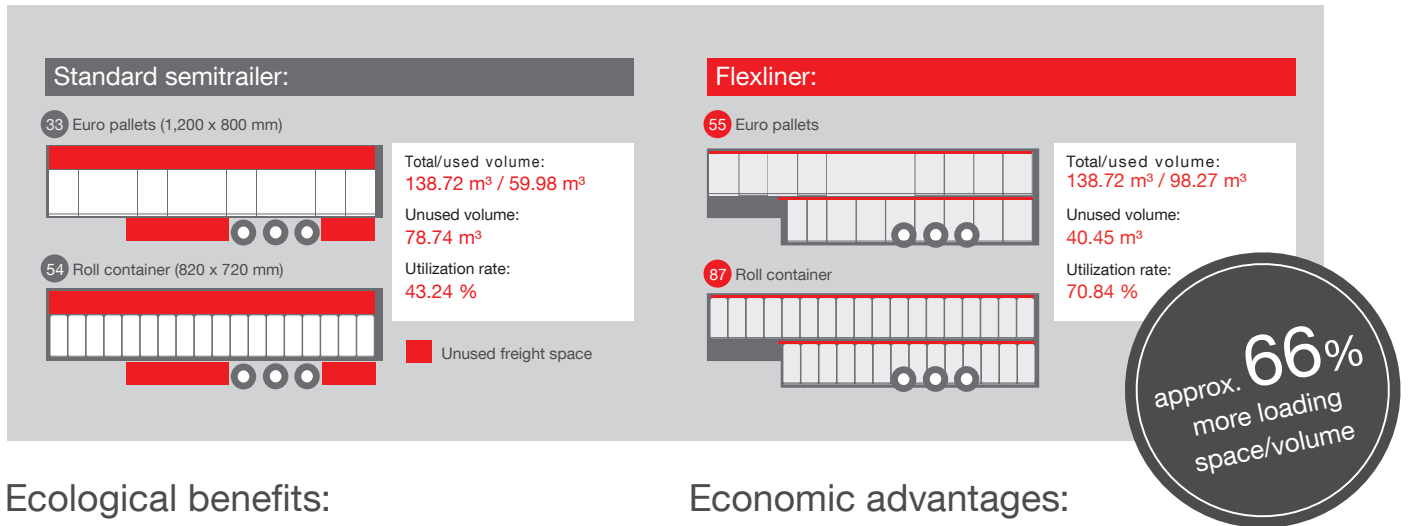 Standard semitrailer:
33 Euro pallets (1,200 x 800 mm)
Total/used volume:
138.72 m³ / 59.98 m³
Unused volume:
78.74 m³
Utilization rate:
43.24 %
54 Roll container (820 x 720 mm)
Unused freight space
Flexliner:
55 Euro pallets
Total/used volume:
138.72 m³ / 98.27 m³
Unused volume:
40.45 m³
Utilization rate:
70.84 %
87 Roll container
approx. 66%
more loading
space/volume
Ecological benefits:
Economic advantages: